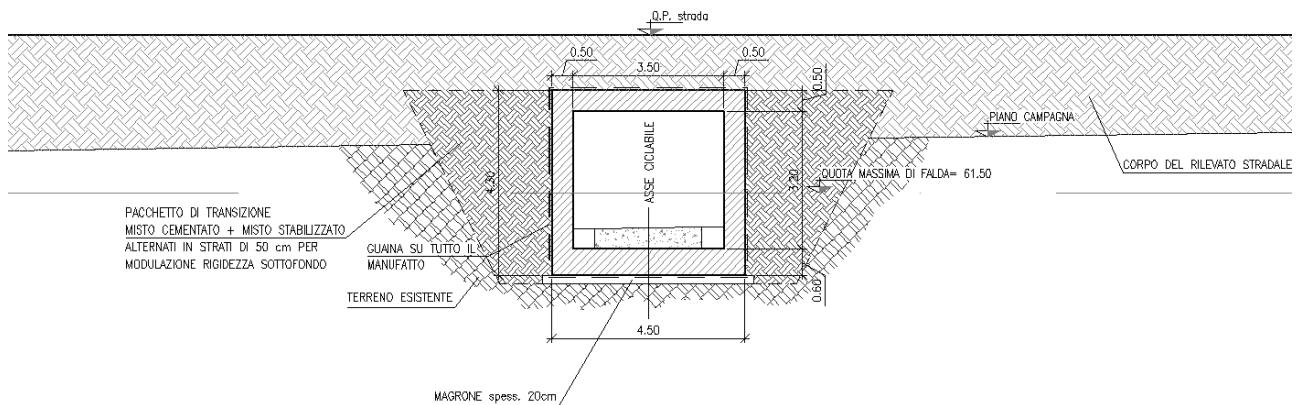 Q.P. strada
0.50
3.50
0.50
0.50
PIANO CAMPAGNA
ASSE CICLABILE
4.30
3.20
QUOTA MASSIMA DI FALDA= 61.50
CORPO DEL RILEVATO STRADALE
PACCHETTO DI TRANSIZIONE
MISTO CEMENTATO + MISTO STABILIZZATO
ALTERNATI IN STRATI DI 50 cm PER
MODULAZIONE RIGIDEZZA SOTTOFONDO
GUAINA SU TUTTO IL
MANUFATTO
TERRENO ESISTENTE
0.60
4.50
MAGRONE spess. 20cm